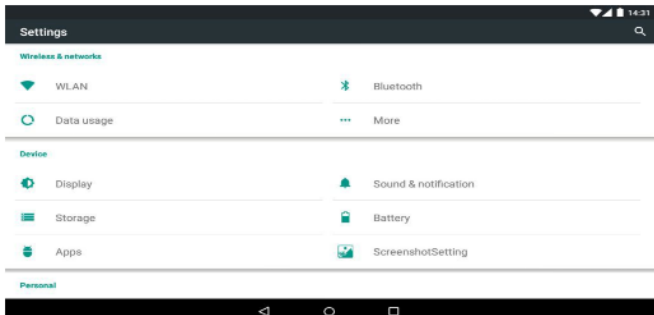 14:31
Settings
Wireless & networks
WLAN
Bluetooth
Data usage
More
Device
Display
Sound & notification
Storage
Battery
Apps
ScreenshotSetting
Personal